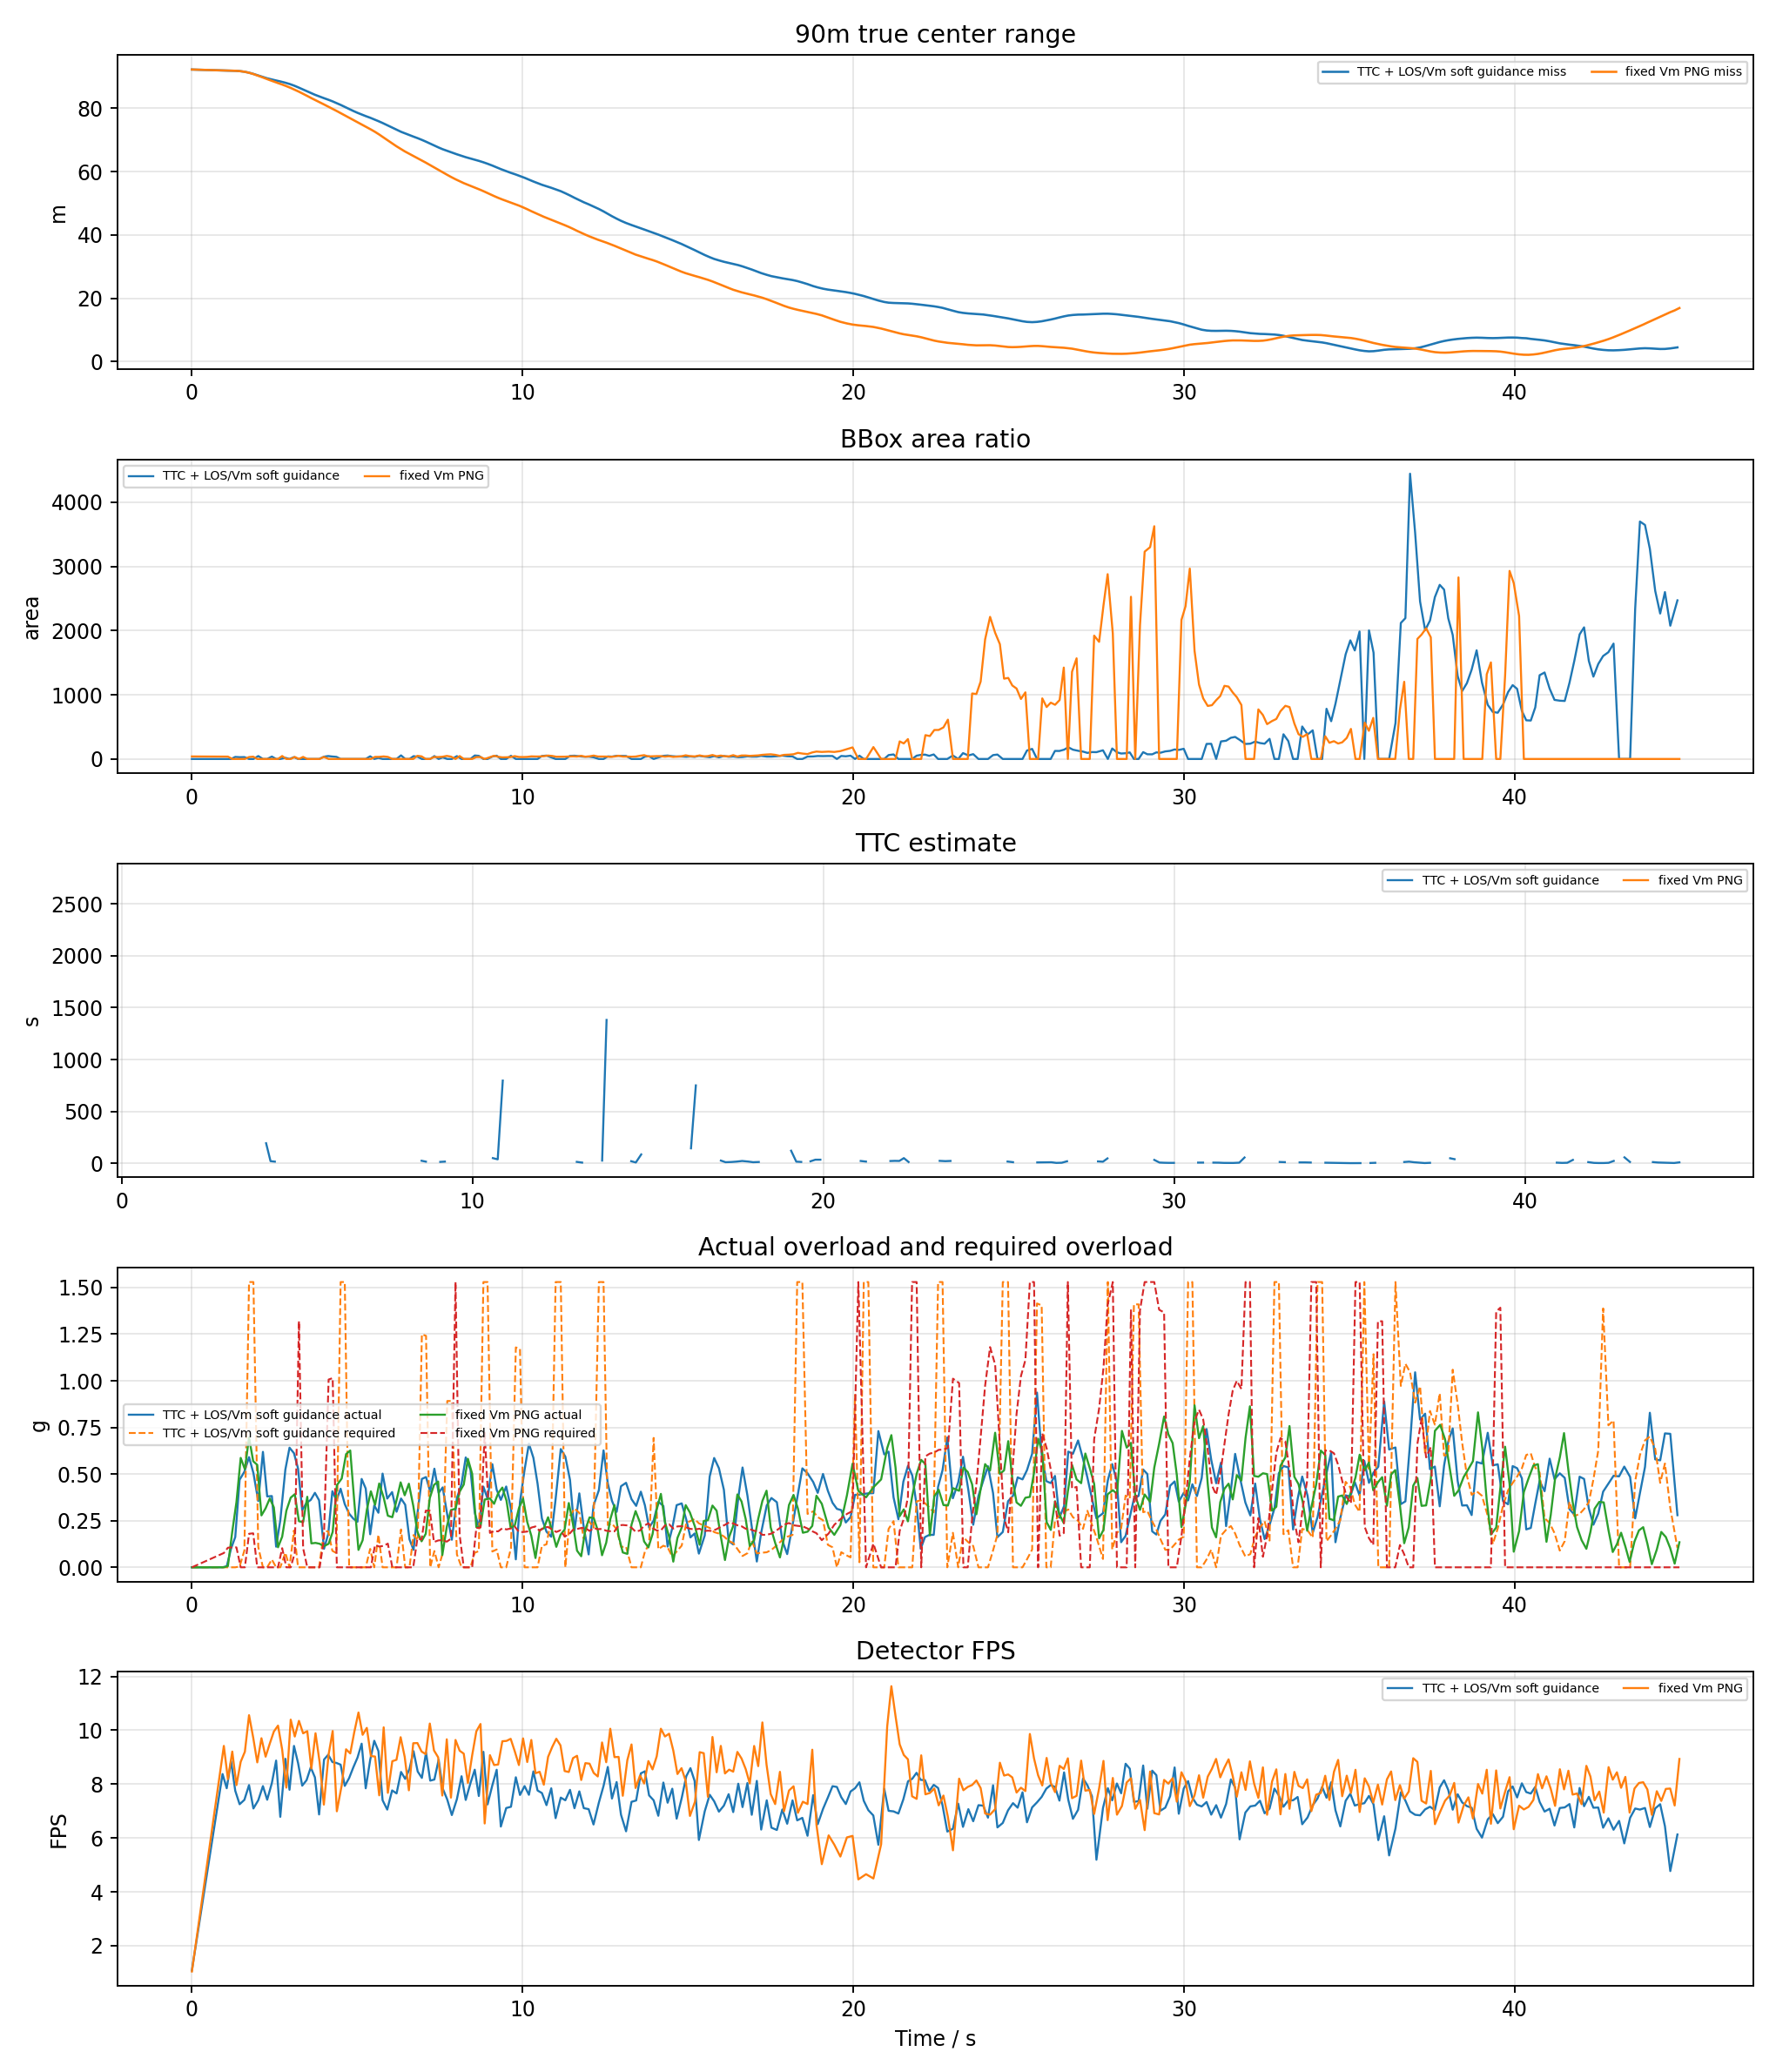 90m true center range
TTC + LOS/Vm soft guidance miss fixed Vm PNG miss
80
60
40
20
0
m
0 10 20 30 40
BBox area ratio
TTC + LOS/Vm soft guidance fixed Vm PNG
4000
3000
2000
1000
0
area
0 10 20 30 40
TTC estimate
TTC + LOS/Vm soft guidance fixed Vm PNG
2500
2000
1500
1000
500
0
s
0 10 20 30 40
Actual overload and required overload
1.50
1.25
1.00
0.75
0.50
0.25
0.00
g
TTC + LOS/Vm soft guidance actual fixed Vm PNG actual
TTC + LOS/Vm soft guidance required fixed Vm PNG required
0 10 20 30 40
Detector FPS
TTC + LOS/Vm soft guidance fixed Vm PNG
12
10
8
6
4
2
FPS
0 10 20 30 40
Time / s